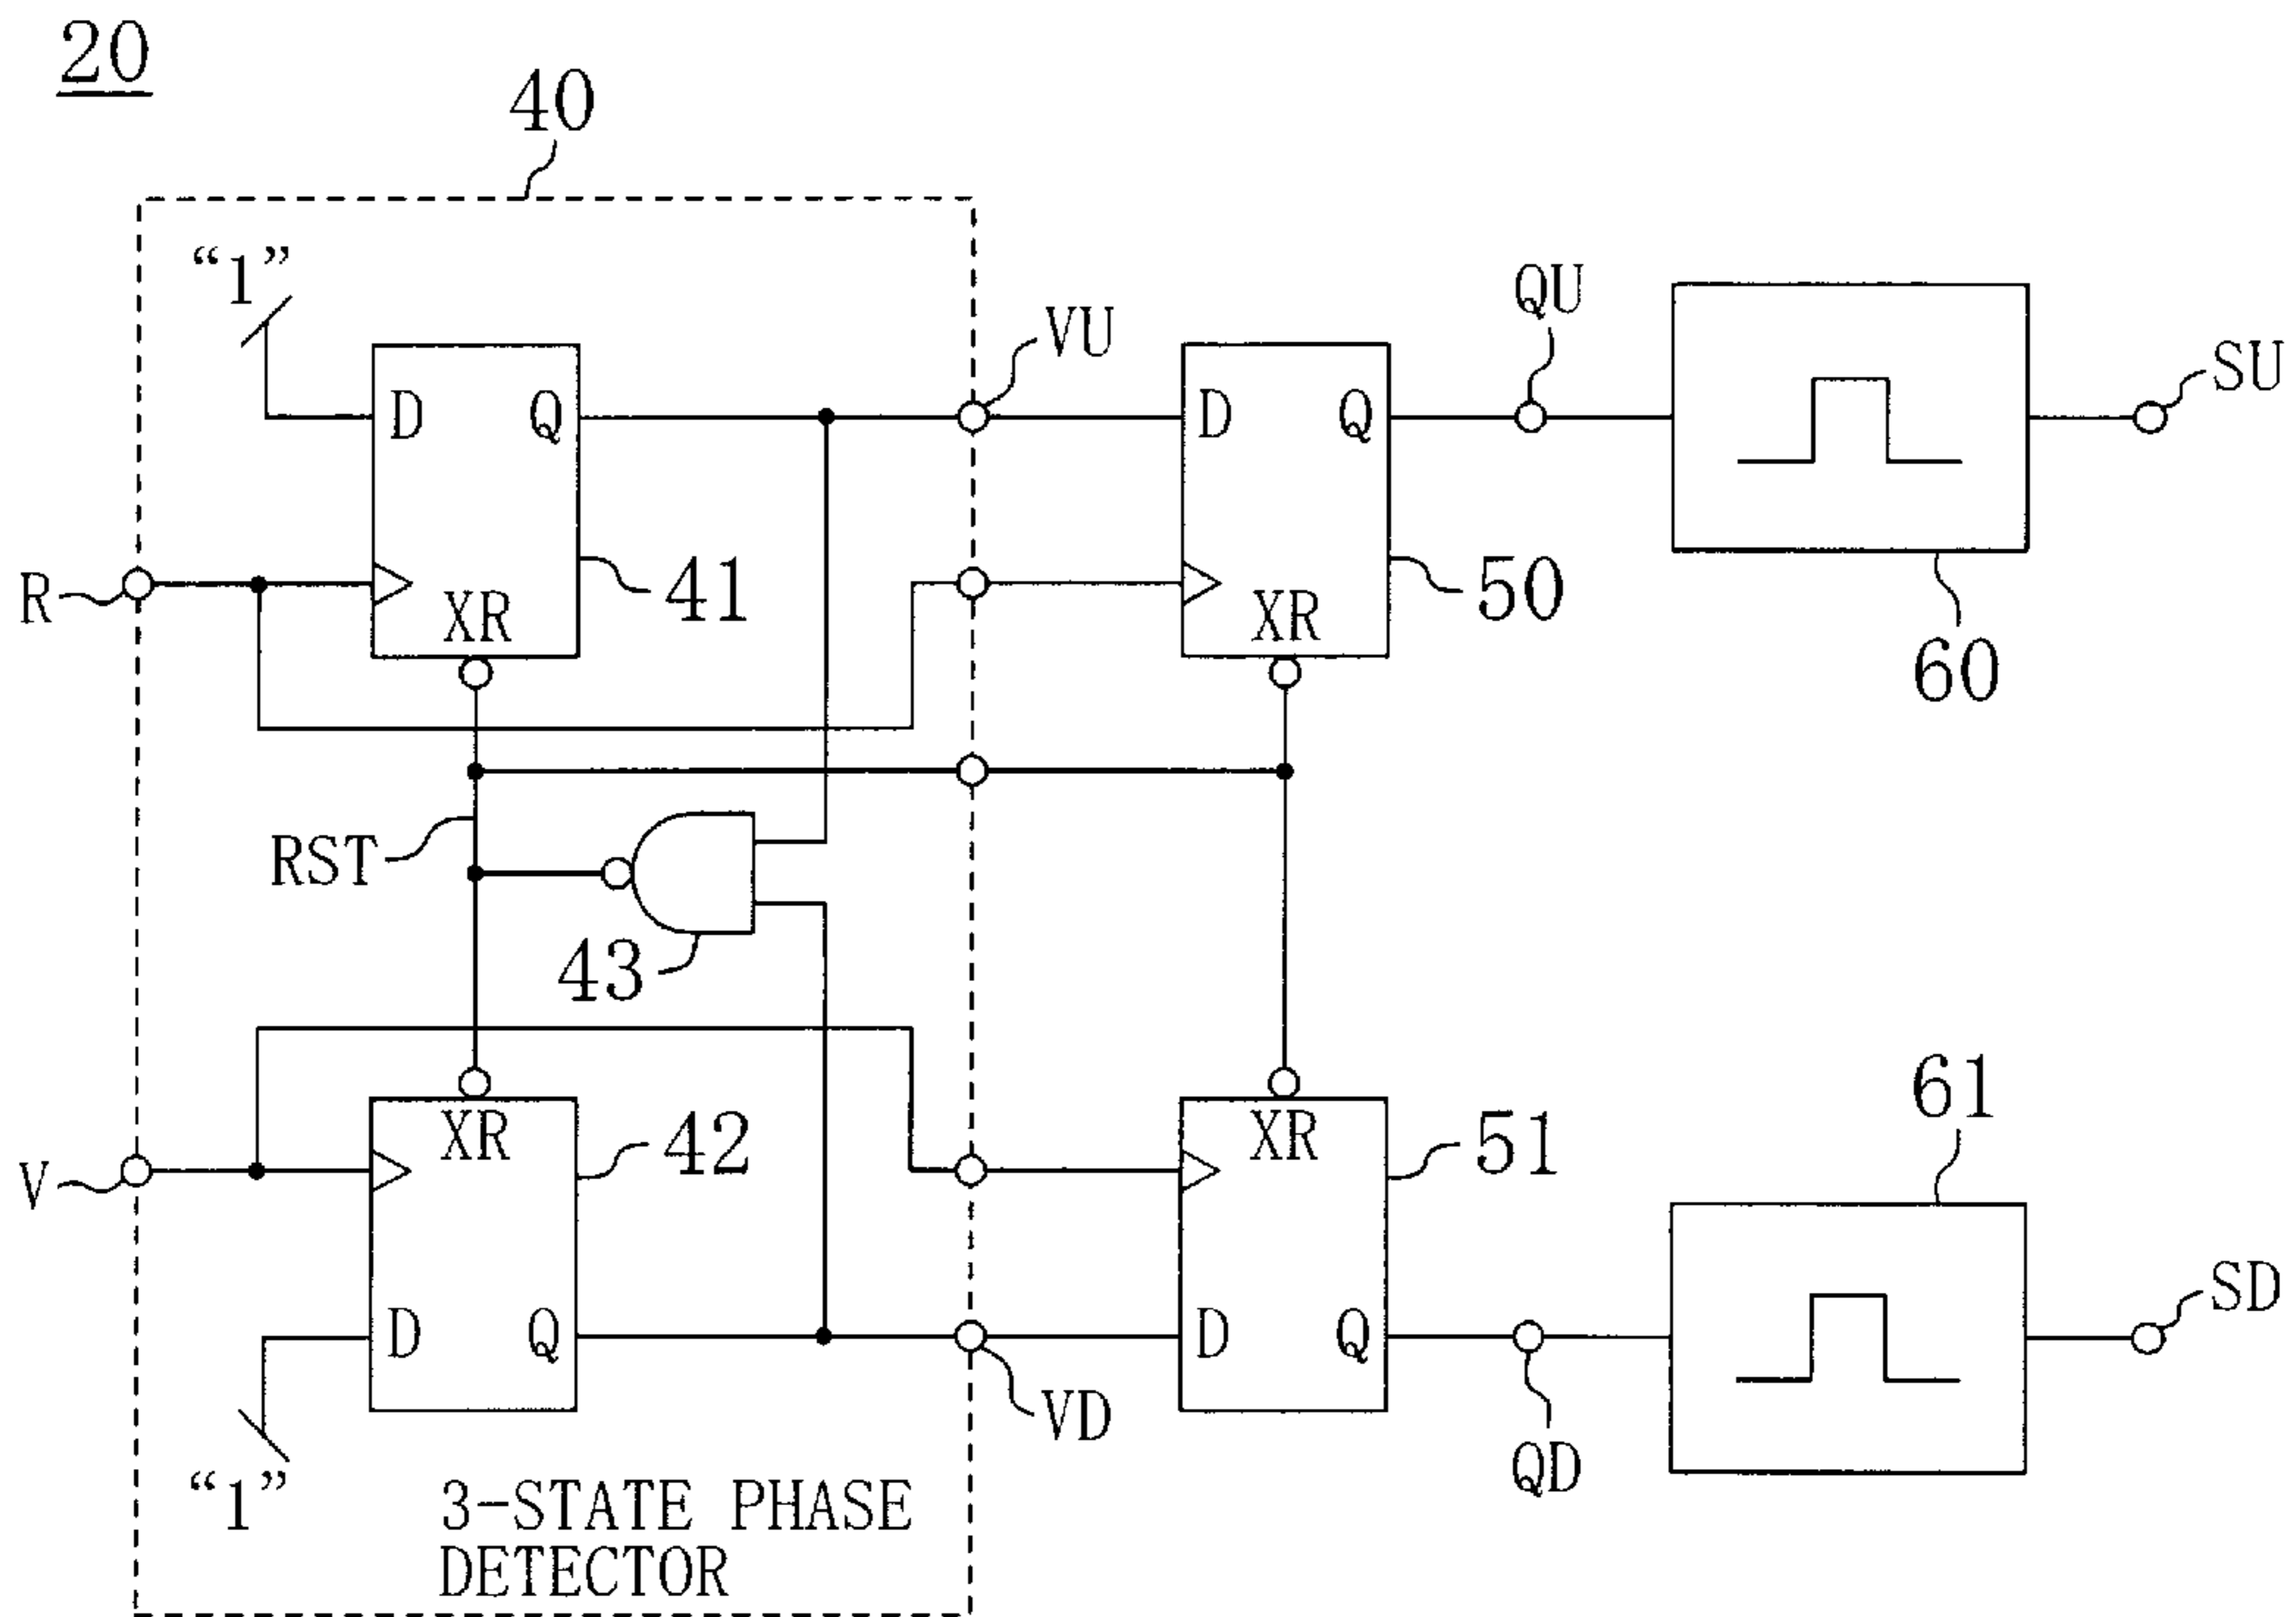 20
40
“1”
D Q
XR
41
R
VU
D Q
XR
50
QU
60
SU
RST
43
V
XR
42
D Q
“1”
XR
51
D Q
VD
QD
61
SD
3-STATE PHASE
DETECTOR